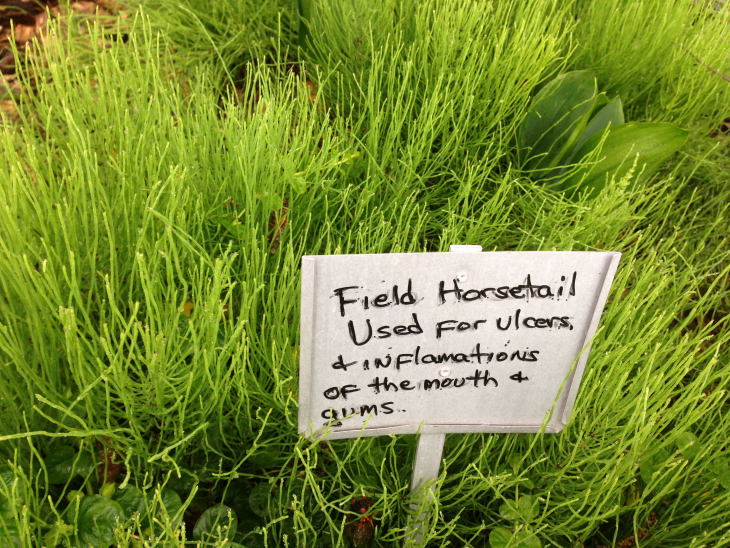 Field Horsetail
Used for ulcers,
& inflamations
of the mouth &
gums.